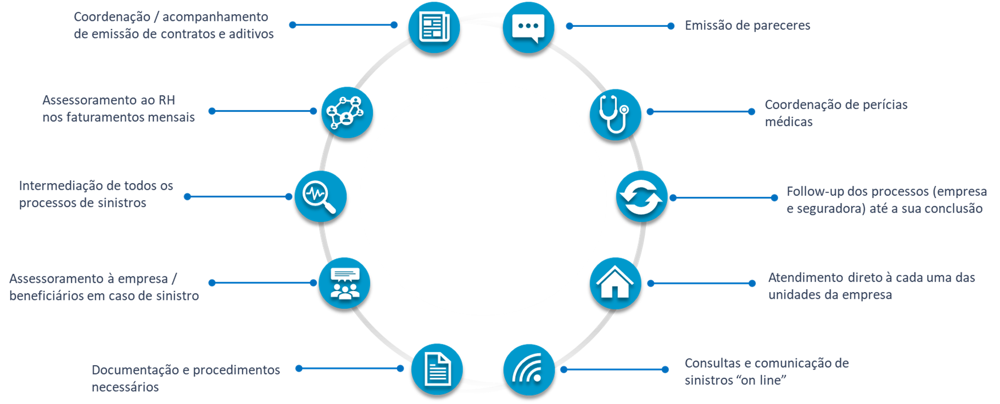 Coordenação / acompanhamento
de emissão de contratos e aditivos
Emissão de pareceres
Assessoramento ao RH
nos faturamentos mensais
Coordenação de perícias
médicas
Intermediação de todos os
processos de sinistros
Follow-up dos processos (empresa
e seguradora) até a sua conclusão
Assessoramento à empresa /
beneficiários em caso de sinistro
Atendimento direto à cada uma das
unidades da empresa
Documentação e procedimentos
necessários
Consultas e comunicação de
sinistros “on line”